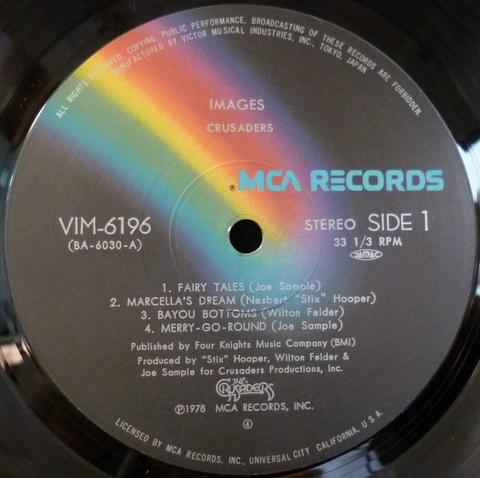 ALL RIGHTS RESERVED. COPYING, PUBLIC PERFORMANCE, BROADCASTING OF THESE RECORDS ARE FORBIDDEN.
MANUFACTURED BY VICTOR MUSICAL INDUSTRIES, INC., TOKYO, JAPAN
IMAGES
CRUSADERS
®MCA RECORDS
VIM-6196
(BA-6030-A)
STEREO SIDE 1
33 1/3 RPM
JASRAC
1. FAIRY TALES (Joe Sample)
2. MARCELLA'S DREAM (Nesbert "Stix" Hooper)
3. BAYOU BOTTOMS (Wilton Felder)
4. MERRY-GO-ROUND (Joe Sample)
Published by Four Knights Music Company (BMI)
Produced by "Stix" Hooper, Wilton Felder &
Joe Sample for Crusaders Productions, Inc.
THE CRUSADERS
Ⓟ1978 MCA RECORDS, INC.
④
LICENSED BY MCA RECORDS, INC., UNIVERSAL CITY, CALIFORNIA, U.S.A.